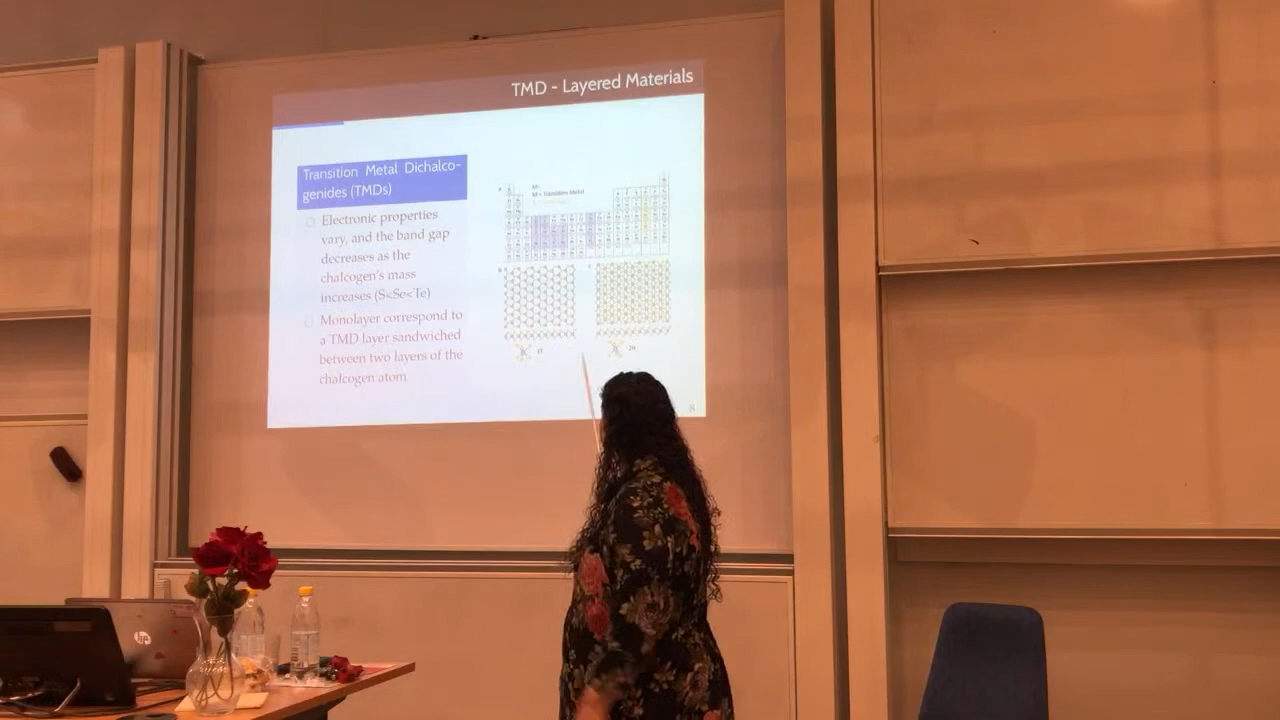 TMD - Layered Materials
Transition Metal Dichalco-
genides (TMDs)
Electronic properties
vary, and the band gap
decreases as the
chalcogen's mass
increases (S<Se<Te)
Monolayer correspond to
a TMD layer sandwiched
between two layers of the
chalcogen atom
M = Transition Metal
8
hp